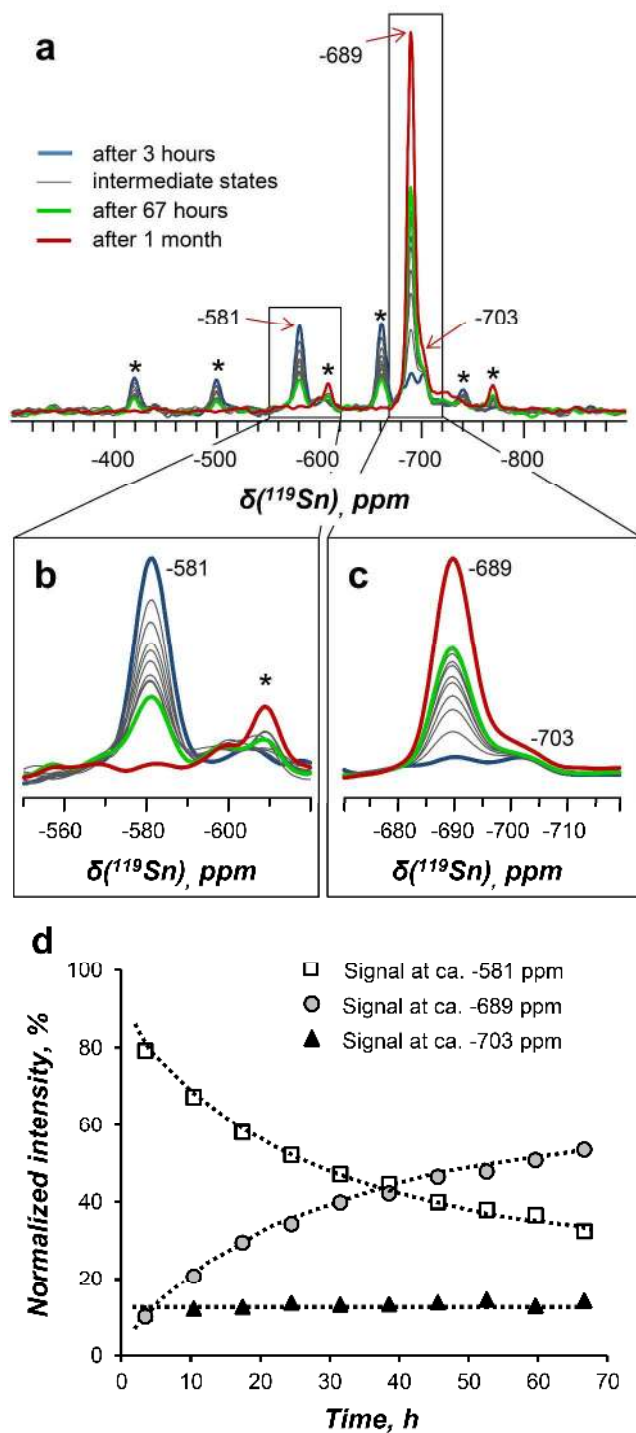 a
-689
after 3 hours
intermediate states
after 67 hours
after 1 month
-581
-703
* * * * * *
-400 -500 -600 -700 -800
δ(¹¹⁹Sn), ppm
b
-581
*
-560 -580 -600
δ(¹¹⁹Sn), ppm
c
-689
-703
-680 -690 -700 -710
δ(¹¹⁹Sn), ppm
d
100
80
60
40
20
0
Normalized intensity, %
Signal at ca. -581 ppm
Signal at ca. -689 ppm
Signal at ca. -703 ppm
0 10 20 30 40 50 60 70
Time, h